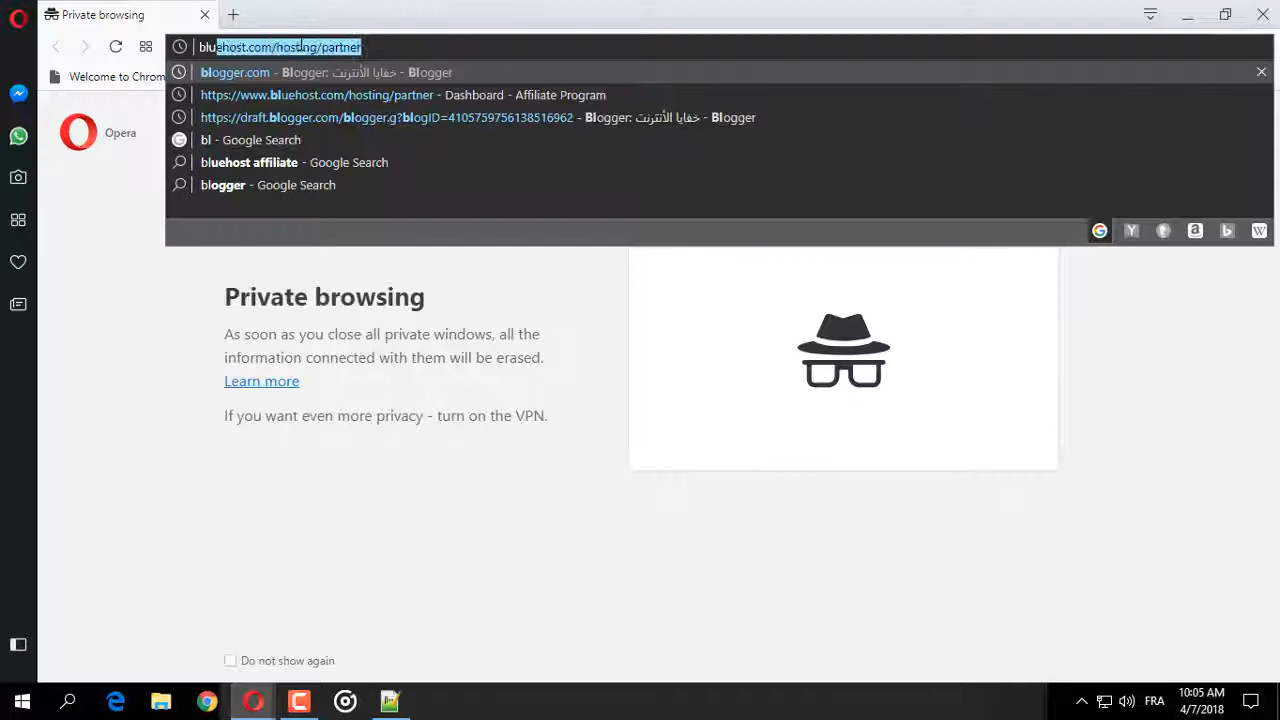 Private browsing
bluehost.com/hosting/partner
Welcome to Chrom
blogger.com - Blogger: خفايا الأنترنت - Blogger
https://www.bluehost.com/hosting/partner - Dashboard - Affiliate Program
https://draft.blogger.com/blogger.g?blogID=4105759756138516962 - Blogger: خفايا الأنترنت - Blogger
bl - Google Search
bluehost affiliate - Google Search
blogger - Google Search
Opera
Private browsing
As soon as you close all private windows, all the
information connected with them will be erased.
Learn more
If you want even more privacy - turn on the VPN.
Do not show again
FRA
10:05 AM
4/7/2018